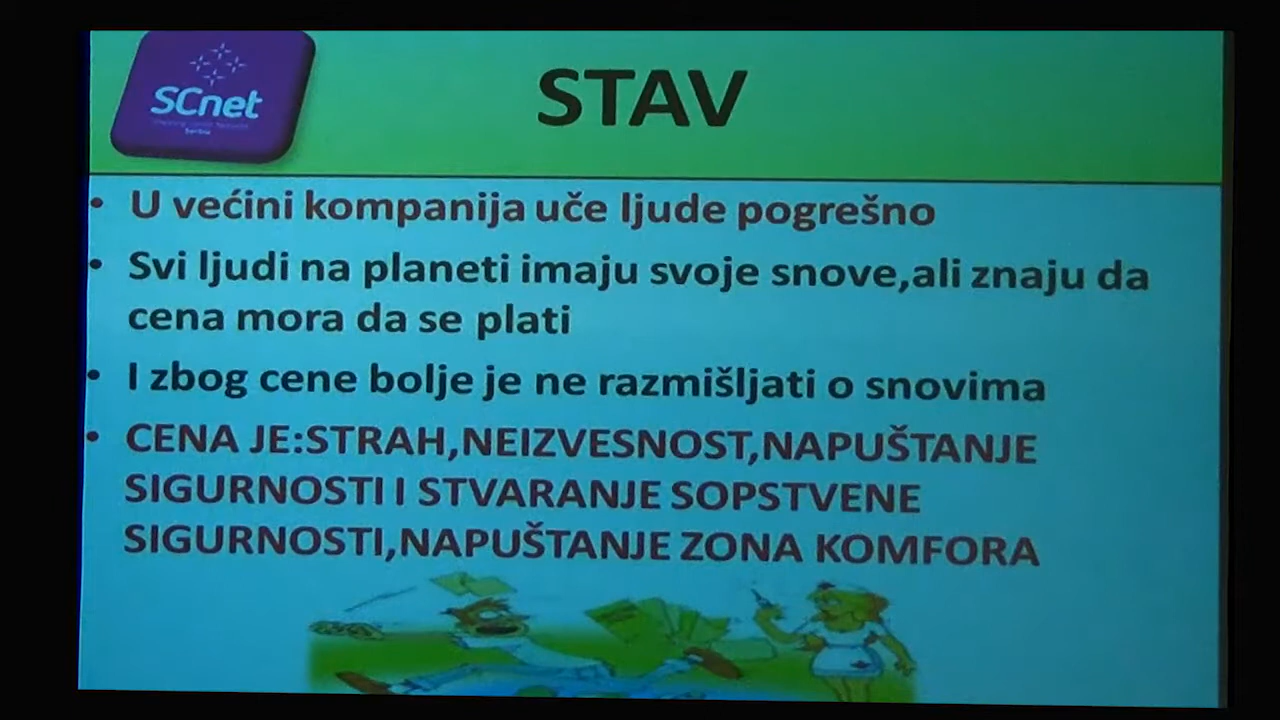 SCnet
Serbia
STAV
• U većini kompanija uče ljude pogrešno
• Svi ljudi na planeti imaju svoje snove,ali znaju da
cena mora da se plati
• I zbog cene bolje je ne razmišljati o snovima
• CENA JE:STRAH,NEIZVESNOST,NAPUŠTANJE
SIGURNOSTI I STVARANJE SOPSTVENE
SIGURNOSTI,NAPUŠTANJE ZONA KOMFORA